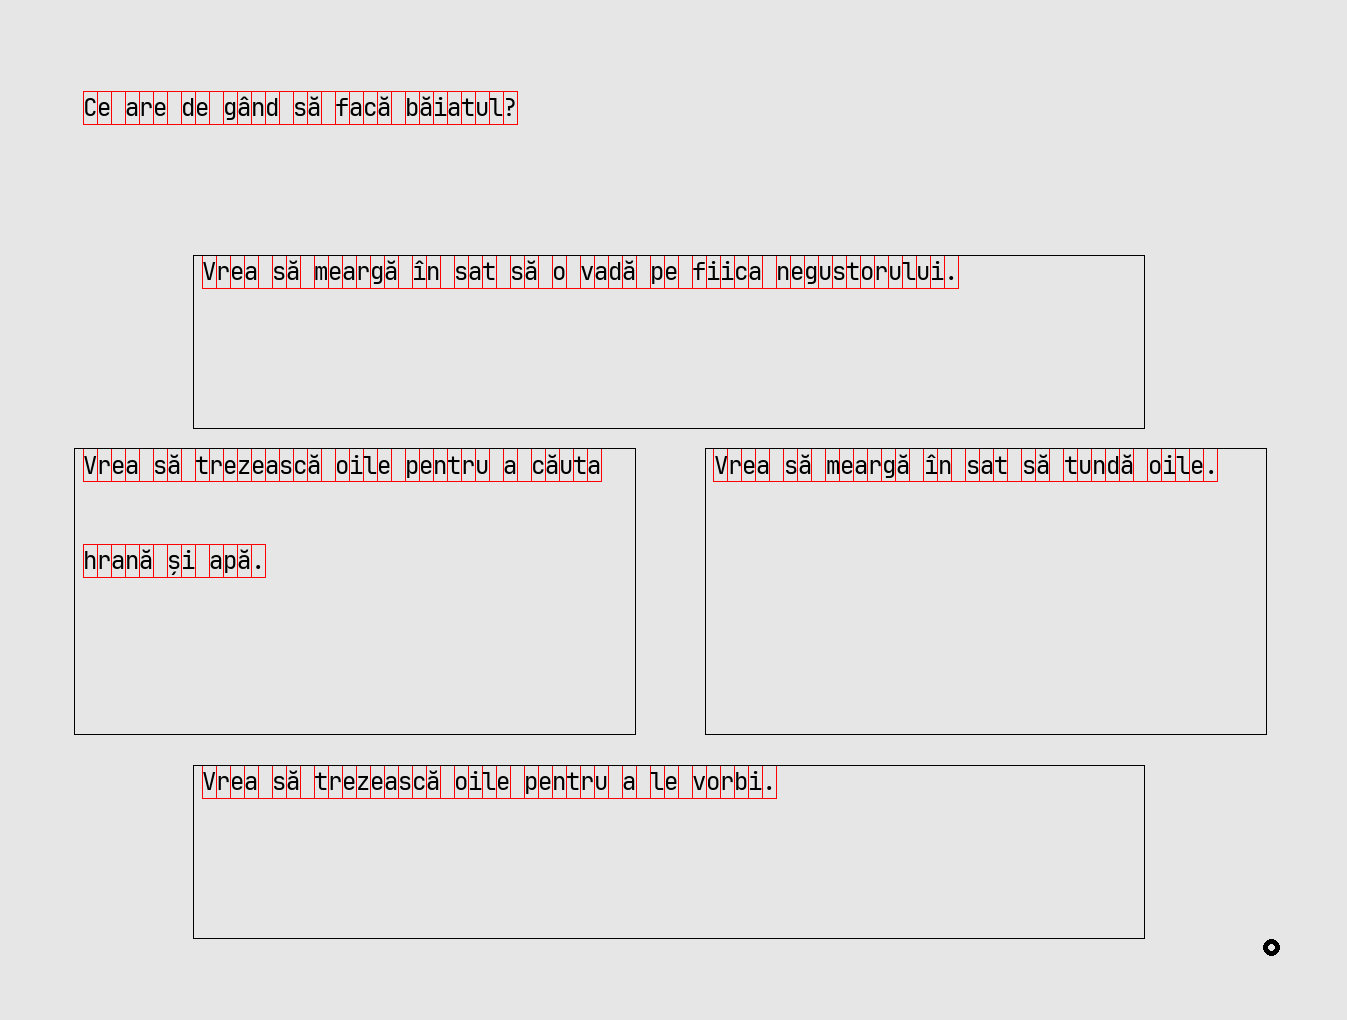 Ce are de gând să facă băiatul?
Vrea să meargă în sat să o vadă pe fiica negustorului.
Vrea să trezească oile pentru a căuta
hrană și apă.
Vrea să meargă în sat să tundă oile.
Vrea să trezească oile pentru a le vorbi.